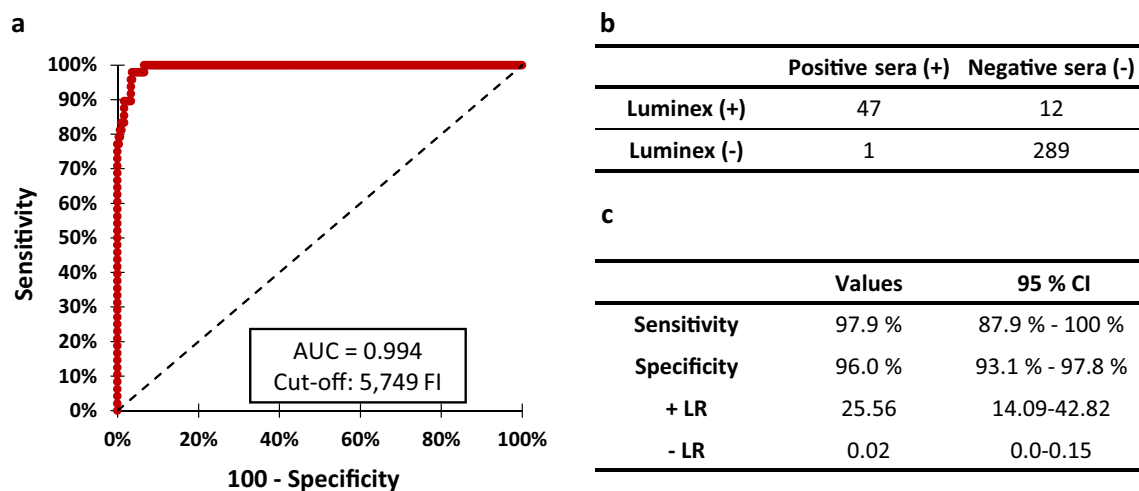 a
100%
90%
80%
70%
60%
50%
40%
30%
20%
10%
0%
Sensitivity
AUC = 0.994
Cut-off: 5,749 FI
0% 20% 40% 60% 80% 100%
100 - Specificity
b
Positive sera (+) Negative sera (-)
Luminex (+) 47 12
Luminex (-) 1 289
c
Values 95 % CI
Sensitivity 97.9 % 87.9 % - 100 %
Specificity 96.0 % 93.1 % - 97.8 %
+ LR 25.56 14.09-42.82
- LR 0.02 0.0-0.15